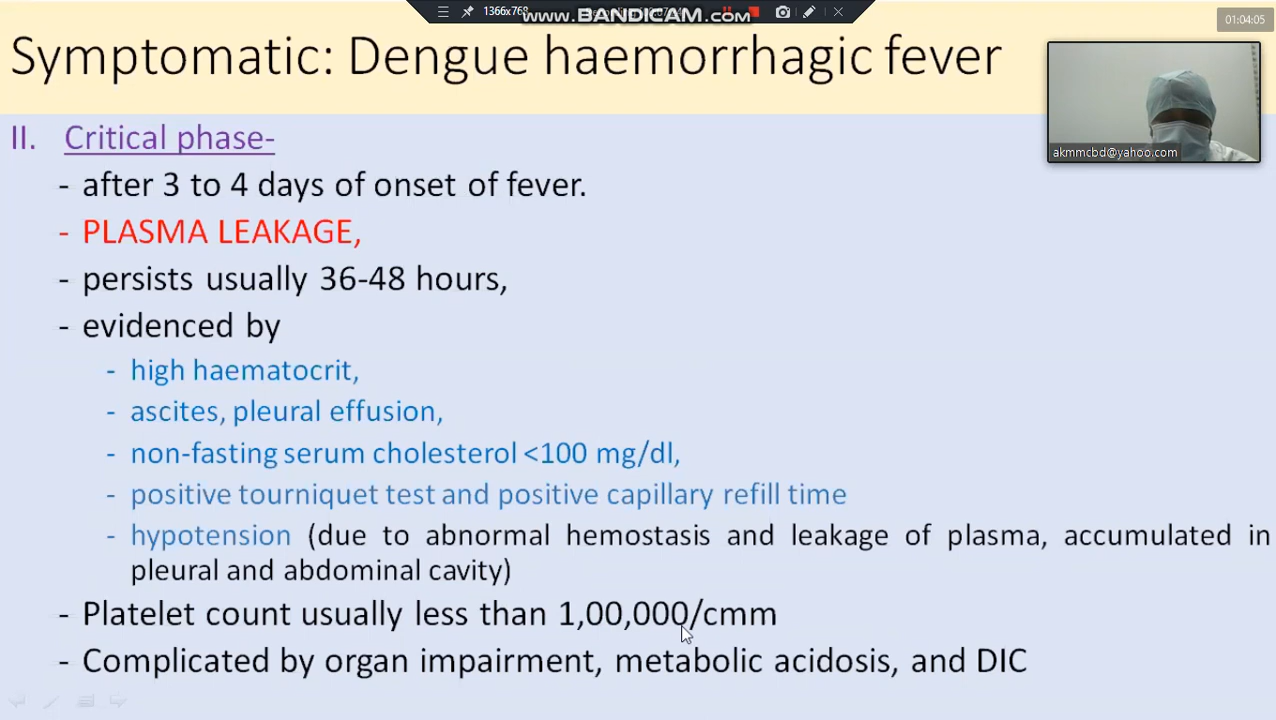 1366x768
www.BANDICAM.com
01:04:05
Symptomatic: Dengue haemorrhagic fever
akmmcbd@yahoo.com
II. Critical phase-
- after 3 to 4 days of onset of fever.
- PLASMA LEAKAGE,
- persists usually 36-48 hours,
- evidenced by
- high haematocrit,
- ascites, pleural effusion,
- non-fasting serum cholesterol <100 mg/dl,
- positive tourniquet test and positive capillary refill time
- hypotension (due to abnormal hemostasis and leakage of plasma, accumulated in
pleural and abdominal cavity)
- Platelet count usually less than 1,00,000/cmm
- Complicated by organ impairment, metabolic acidosis, and DIC